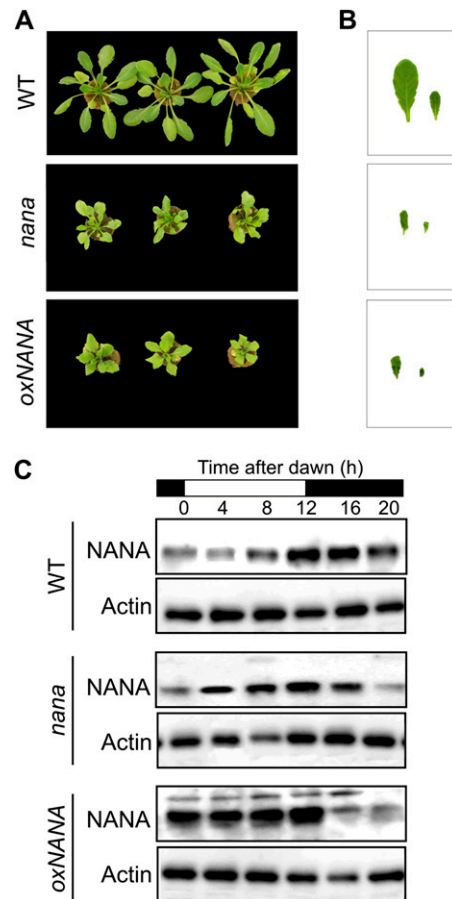 A
B
WT
nana
oxNANA
C
Time after dawn (h)
0 4 8 12 16 20
WT
NANA
Actin
nana
NANA
Actin
oxNANA
NANA
Actin